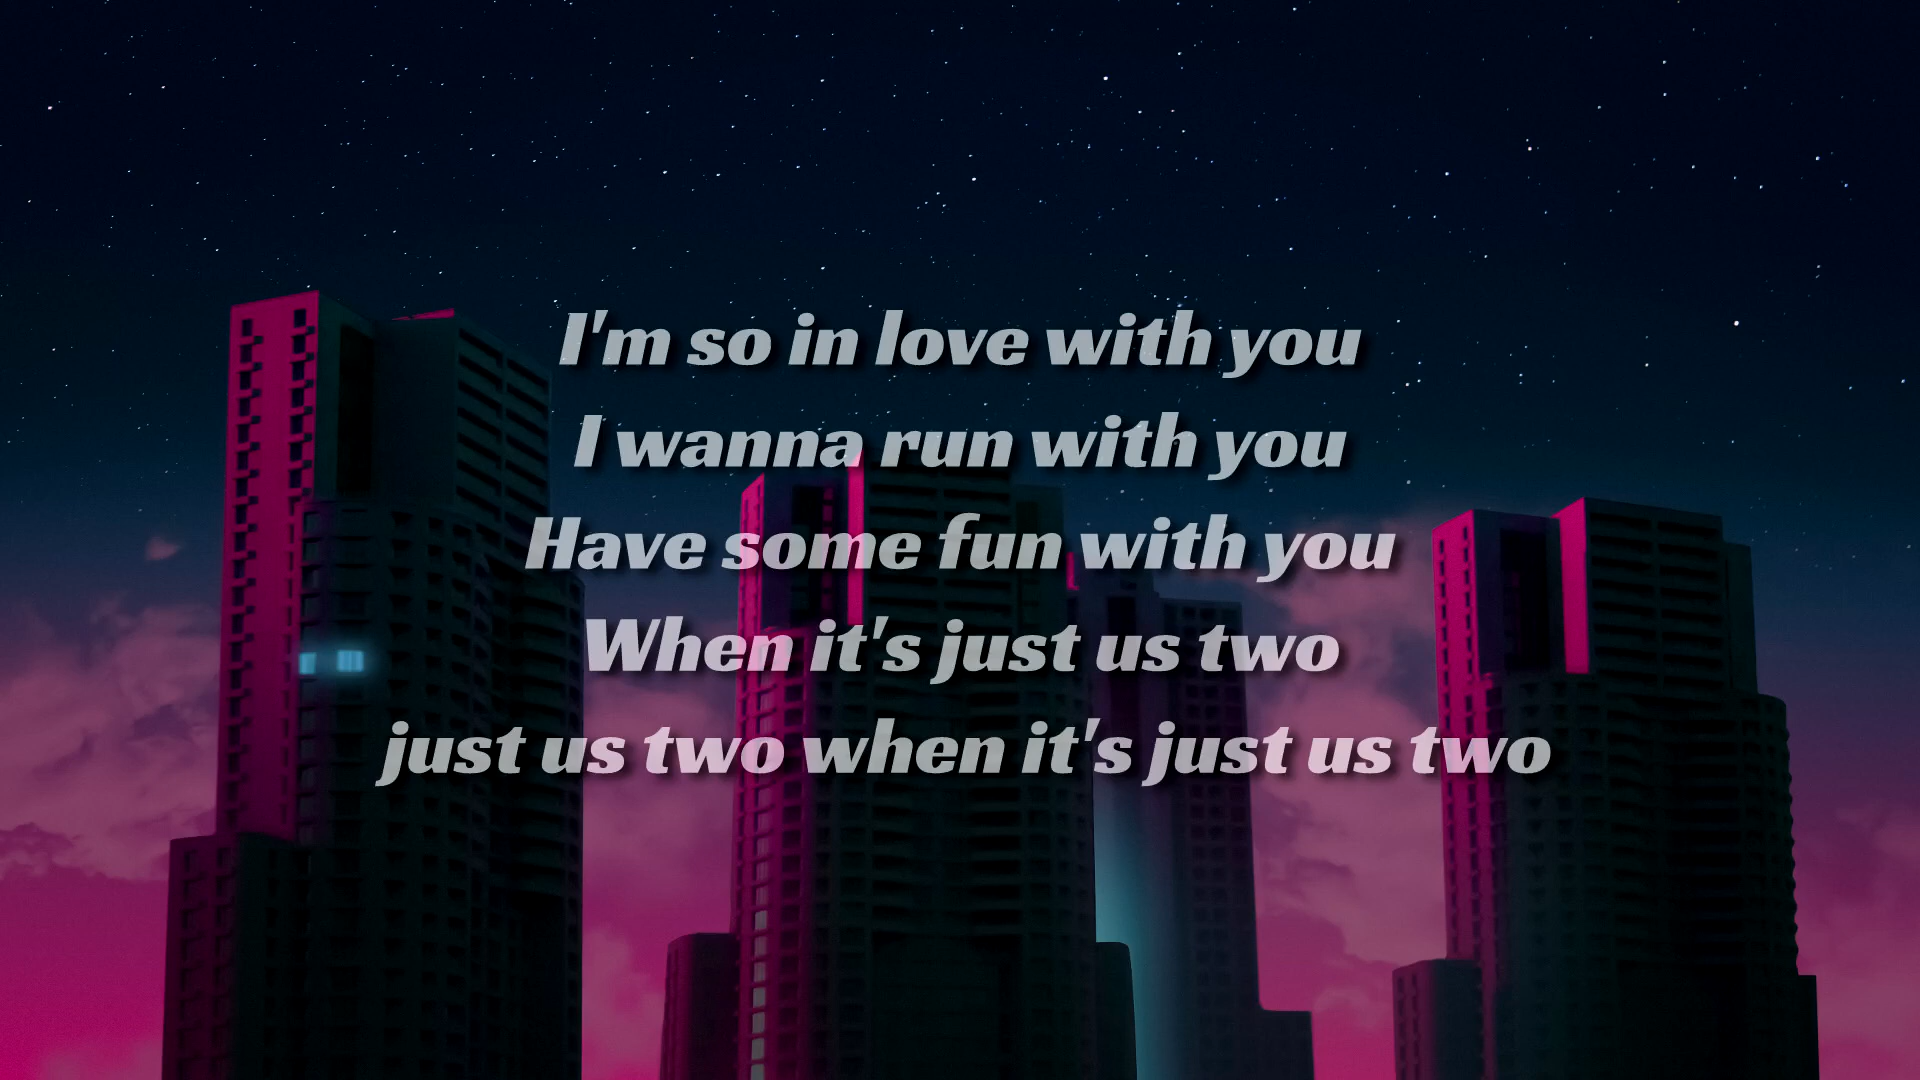 I'm so in love with you
I wanna run with you
Have some fun with you
When it's just us two
just us two when it's just us two